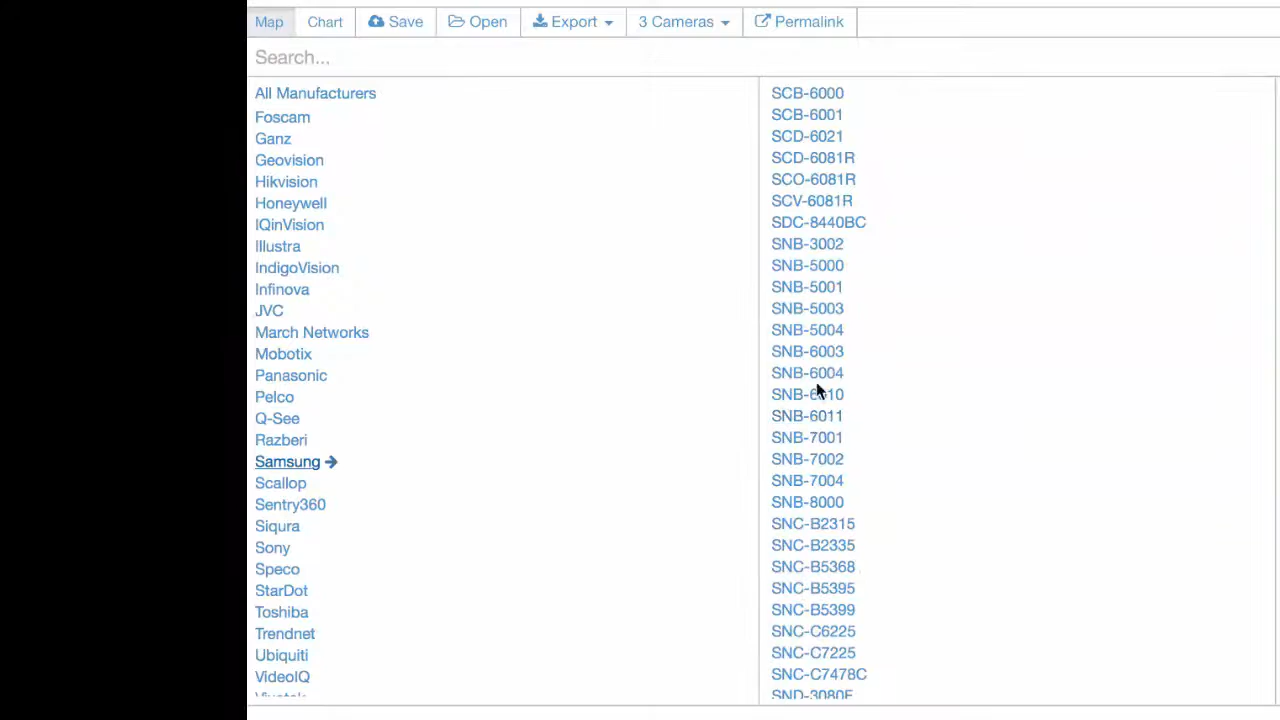 Map Chart Save Open Export 3 Cameras Permalink
Search...
All Manufacturers
Foscam
Ganz
Geovision
Hikvision
Honeywell
IQinVision
Illustra
IndigoVision
Infinova
JVC
March Networks
Mobotix
Panasonic
Pelco
Q-See
Razberi
Samsung
Scallop
Sentry360
Siqura
Sony
Speco
StarDot
Toshiba
Trendnet
Ubiquiti
VideoIQ
SCB-6000
SCB-6001
SCD-6021
SCD-6081R
SCO-6081R
SCV-6081R
SDC-8440BC
SNB-3002
SNB-5000
SNB-5001
SNB-5003
SNB-5004
SNB-6003
SNB-6004
SNB-6010
SNB-6011
SNB-7001
SNB-7002
SNB-7004
SNB-8000
SNC-B2315
SNC-B2335
SNC-B5368
SNC-B5395
SNC-B5399
SNC-C6225
SNC-C7225
SNC-C7478C